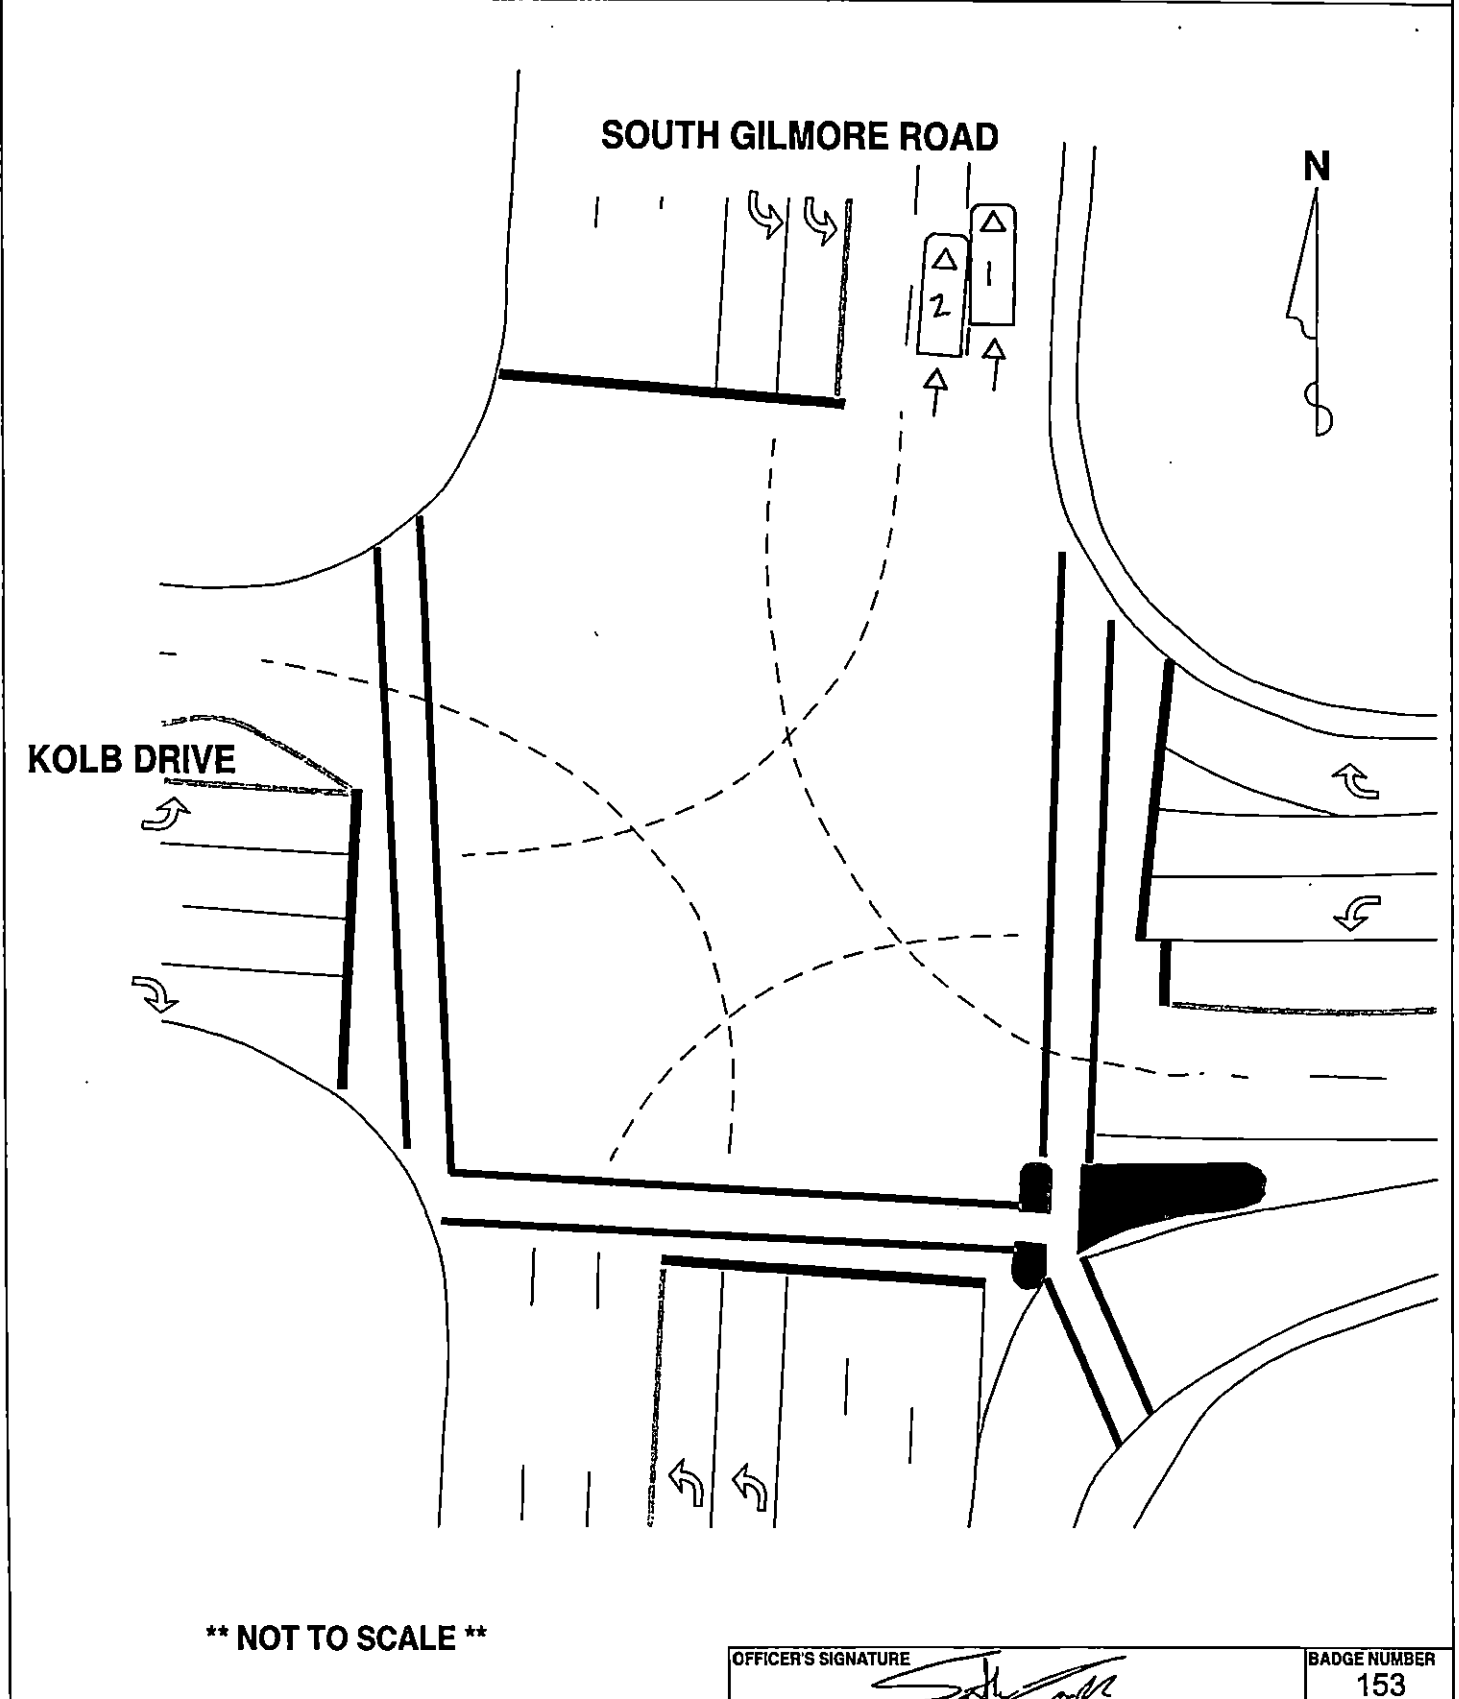 SOUTH GILMORE ROAD
N
1
2
KOLB DRIVE
** NOT TO SCALE **
OFFICER'S SIGNATURE
BADGE NUMBER
153